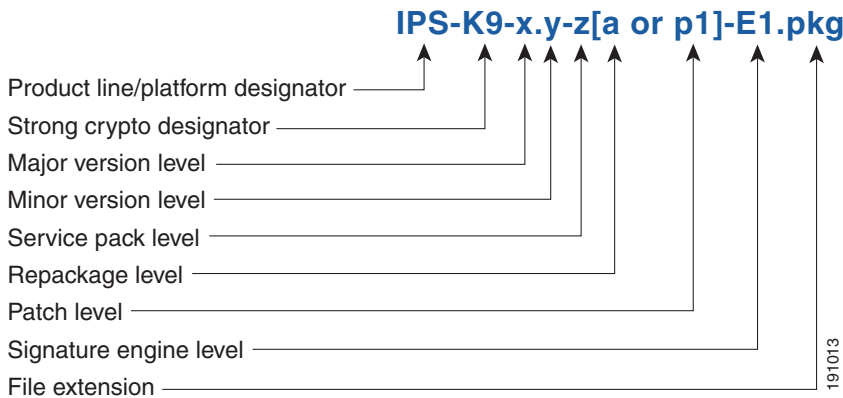 IPS-K9-x.y-z[a or p1]-E1.pkg
Product line/platform designator
Strong crypto designator
Major version level
Minor version level
Service pack level
Repackage level
Patch level
Signature engine level
File extension
191013